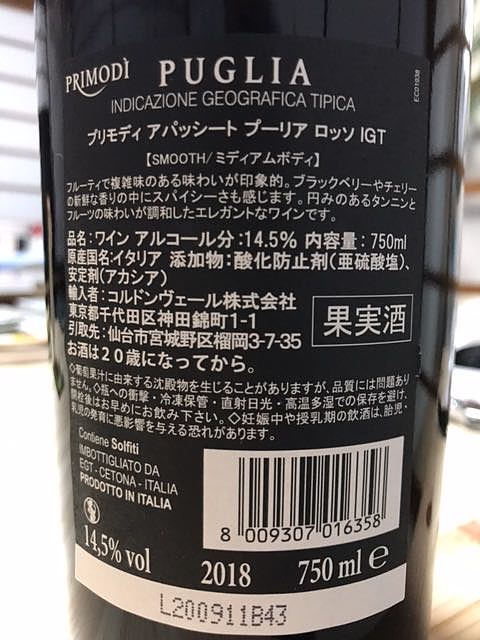 PRIMODÌ PUGLIA
INDICAZIONE GEOGRAFICA TIPICA
EC01938
プリモディ アパッシート プーリア ロッソ IGT
【SMOOTH/ミディアムボディ】
フルーティで複雑味のある味わいが印象的。ブラックベリーやチェリー
の新鮮な香りの中にスパイシーさも感じます。円みのあるタンニンと
フルーツの味わいが調和したエレガントなワインです。
品名：ワイン アルコール分：14.5% 内容量：750ml
原産国名：イタリア 添加物：酸化防止剤（亜硫酸塩）、
安定剤（アカシア）
輸入者：コルドンヴェール株式会社
東京都千代田区神田錦町1-1
引取先：仙台市宮城野区榴岡3-7-35
お酒は20歳になってから。
果実酒
◇葡萄果汁に由来する沈殿物を生じることがありますが、品質には問題あり
ません。◇瓶への衝撃・冷凍保管・直射日光・高温多湿での保存を避け、
開栓後はお早めにお飲み下さい。◇妊娠中や授乳期の飲酒は、胎児、
乳児の発育に悪影響を与える恐れがあります。
Contiene Solfiti
IMBOTTIGLIATO DA
EGT - CETONA - ITALIA
PRODOTTO IN ITALIA
8 009307 016358
14,5% vol 2018 750 ml e
L200911B43